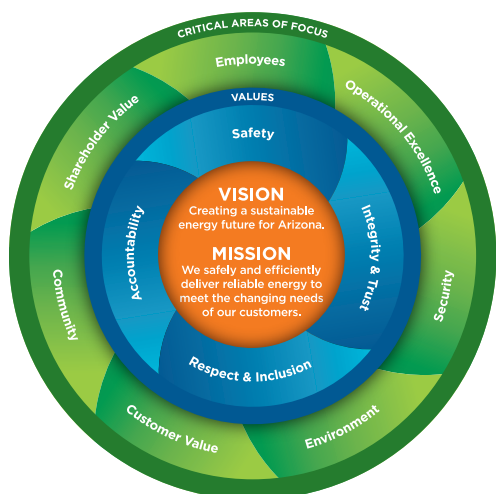 CRITICAL AREAS OF FOCUS
Employees
Operational Excellence
Security
Environment
Customer Value
Community
Shareholder Value
VALUES
Safety
Integrity & Trust
Respect & Inclusion
Accountability
VISION
Creating a sustainable
energy future for Arizona.
MISSION
We safely and efficiently
deliver reliable energy to
meet the changing needs
of our customers.